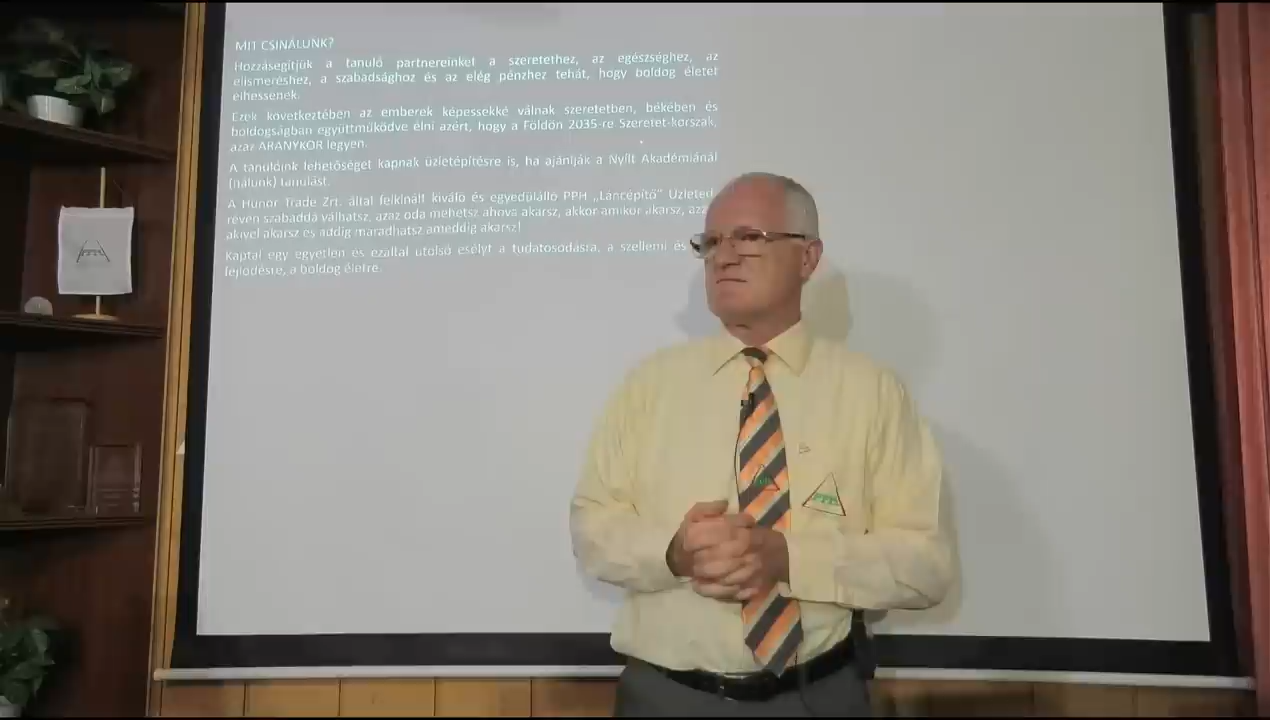 MIT CSINÁLUNK?
Hozzásegítjük a tanuló partnereinket a szeretethez, az egészséghez, az
elismeréshez, a szabadsághoz és az elég pénzhez tehát, hogy boldog életet
élhessenek.
Ezek következtében az emberek képessekké válnak szeretetben, békében és
boldogságban együttműködve élni azért, hogy a Földön 2035-re Szeretet-korszak,
azaz ARANYKOR legyen.
A tanulóink lehetőséget kapnak üzletépítésre is, ha ajánlják a Nyílt Akadémiánál
(nálunk) tanulást.
A Hunor Trade Zrt. által felkínált kiváló és egyedülálló PPH „Láncépítő" Üzleted
révén szabaddá válhatsz, azaz oda mehetsz ahova akarsz, akkor amikor akarsz, azz
akivel akarsz és addig maradhatsz ameddig akarsz!
Kaptál egy egyetlen és ezáltal utolsó esélyt a tudatosodásra, a szellemi és
fejlődésre, a boldog életre.
PPH